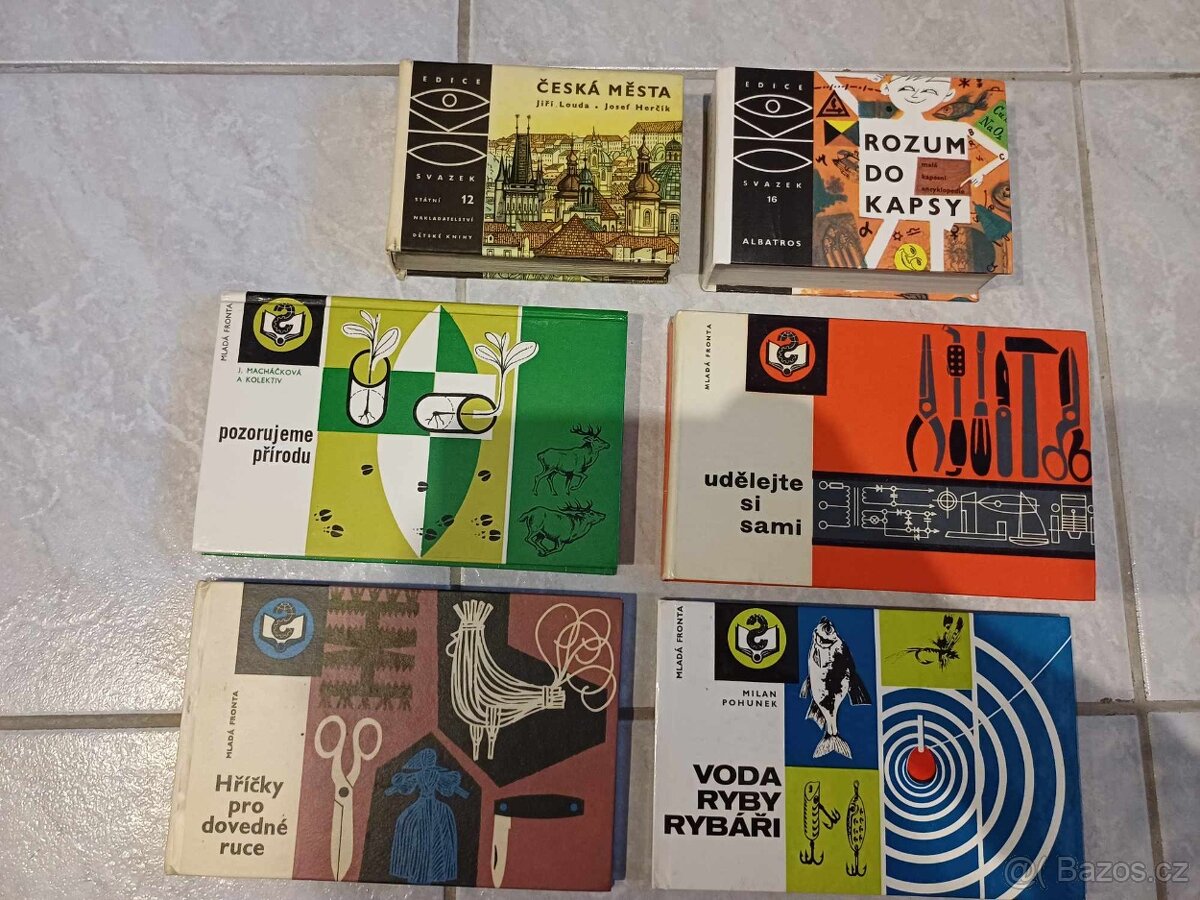 EDICE
SVAZEK
STÁTNÍ 12
NAKLADATELSTVÍ
DĚTSKÉ KNIHY
ČESKÁ MĚSTA
Jiří Louda . Josef Herčík
EDICE
SVAZEK
16
ALBATROS
ROZUM
DO
KAPSY
malá
kapesní
encyklopedie
MLADÁ FRONTA
J. MACHÁČKOVÁ
A KOLEKTIV
pozorujeme
přírodu
MLADÁ FRONTA
udělejte
si
sami
MLADÁ FRONTA
Hříčky
pro
dovedné
ruce
MLADÁ FRONTA
MILAN
POHUNEK
VODA
RYBY
RYBÁŘI
Bazos.cz